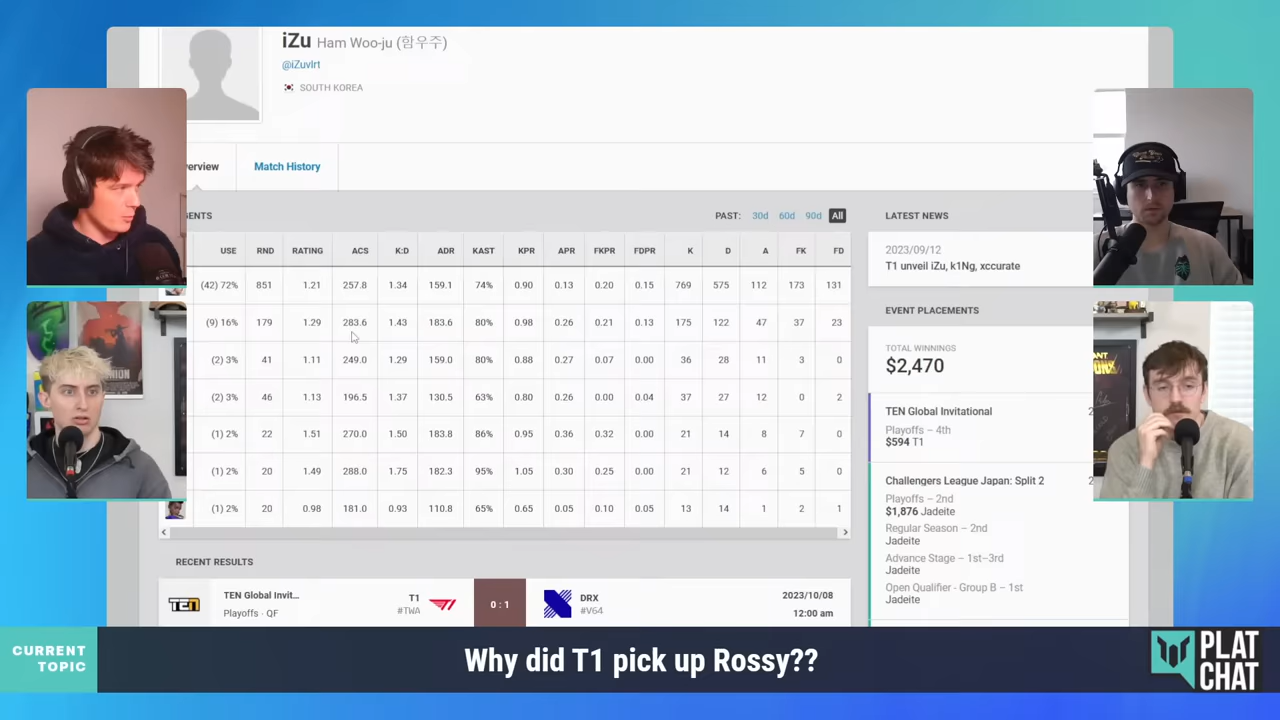 iZu Ham Woo-ju (함우주)
@iZuvlrt
SOUTH KOREA
erview
Match History
ENTS
PAST: 30d 60d 90d All
USE RND RATING ACS K:D ADR KAST KPR APR FKPR FDPR K D A FK FD
(42) 72% 851 1.21 257.8 1.34 159.1 74% 0.90 0.13 0.20 0.15 769 575 112 173 131
(9) 16% 179 1.29 283.6 1.43 183.6 80% 0.98 0.26 0.21 0.13 175 122 47 37 23
(2) 3% 41 1.11 249.0 1.29 159.0 80% 0.88 0.27 0.07 0.00 36 28 11 3 0
(2) 3% 46 1.13 196.5 1.37 130.5 63% 0.80 0.26 0.00 0.04 37 27 12 0 2
(1) 2% 22 1.51 270.0 1.50 183.8 86% 0.95 0.36 0.32 0.00 21 14 8 7 0
(1) 2% 20 1.49 288.0 1.75 182.3 95% 1.05 0.30 0.25 0.00 21 12 6 5 0
(1) 2% 20 0.98 181.0 0.93 110.8 65% 0.65 0.05 0.10 0.05 13 14 1 2 1
LATEST NEWS
2023/09/12
T1 unveil iZu, k1Ng, xccurate
EVENT PLACEMENTS
TOTAL WINNINGS
$2,470
TEN Global Invitational
2
Playoffs – 4th
$594 T1
Challengers League Japan: Split 2
2
Playoffs – 2nd
$1,876 Jadeite
Regular Season – 2nd
Jadeite
Advance Stage – 1st–3rd
Jadeite
Open Qualifier - Group B – 1st
Jadeite
RECENT RESULTS
TEN
TEN Global Invit...
Playoffs · QF
T1
#TWA
0 : 1
DRX
#V64
2023/10/08
12:00 am
CURRENT
TOPIC
Why did T1 pick up Rossy??
PLAT
CHAT